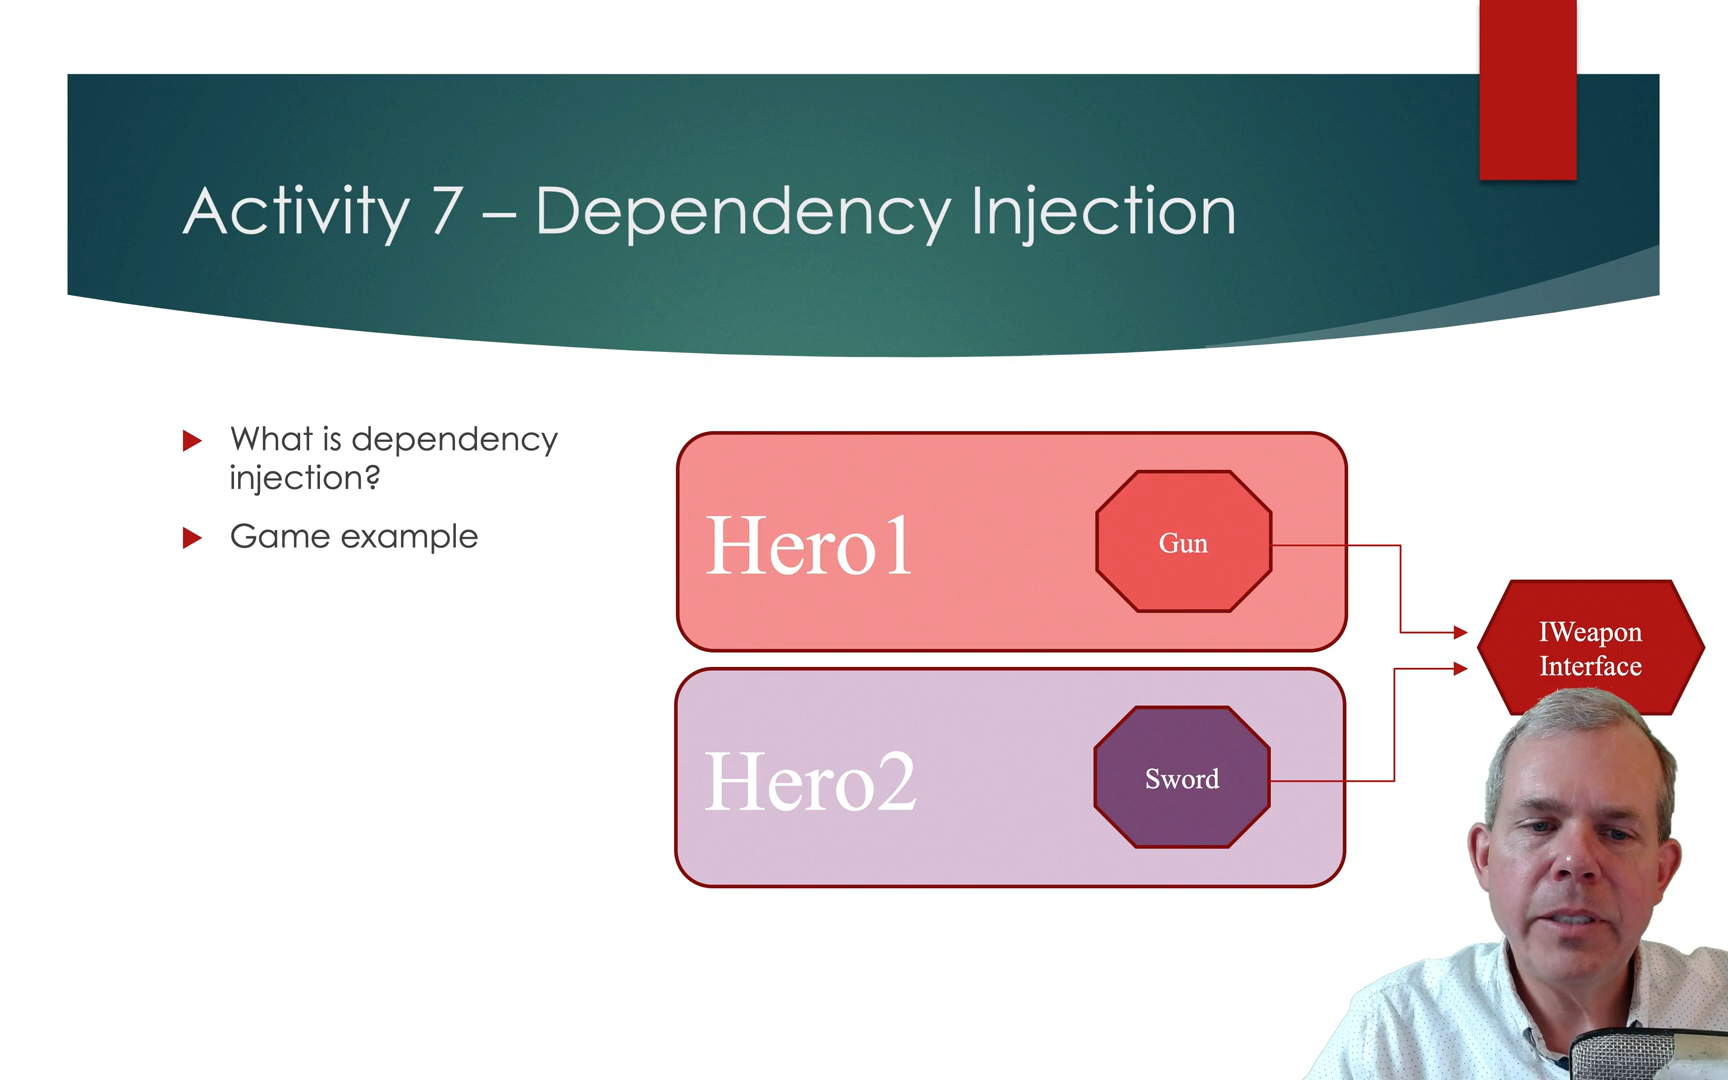 Activity 7 – Dependency Injection
What is dependency
injection?
Game example
Hero1
Gun
IWeapon
Interface
Hero2
Sword